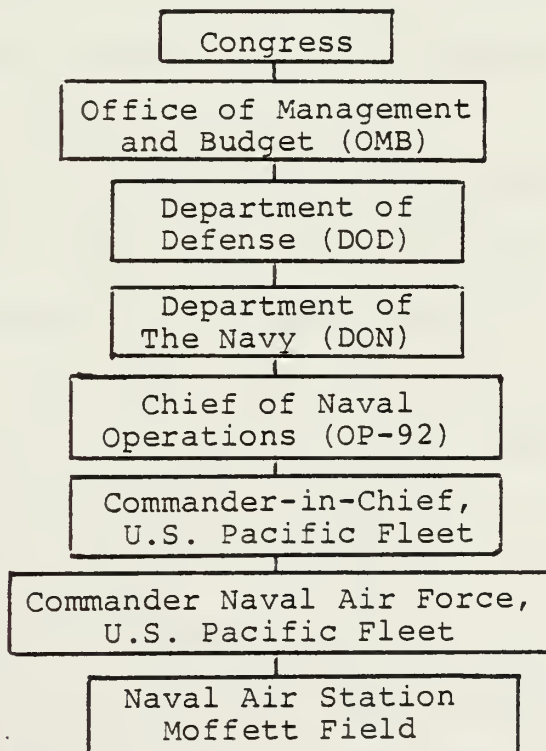 Congress
Office of Management
and Budget (OMB)
Department of
Defense (DOD)
Department of
The Navy (DON)
Chief of Naval
Operations (OP-92)
Commander-in-Chief,
U.S. Pacific Fleet
Commander Naval Air Force,
U.S. Pacific Fleet
Naval Air Station
Moffett Field